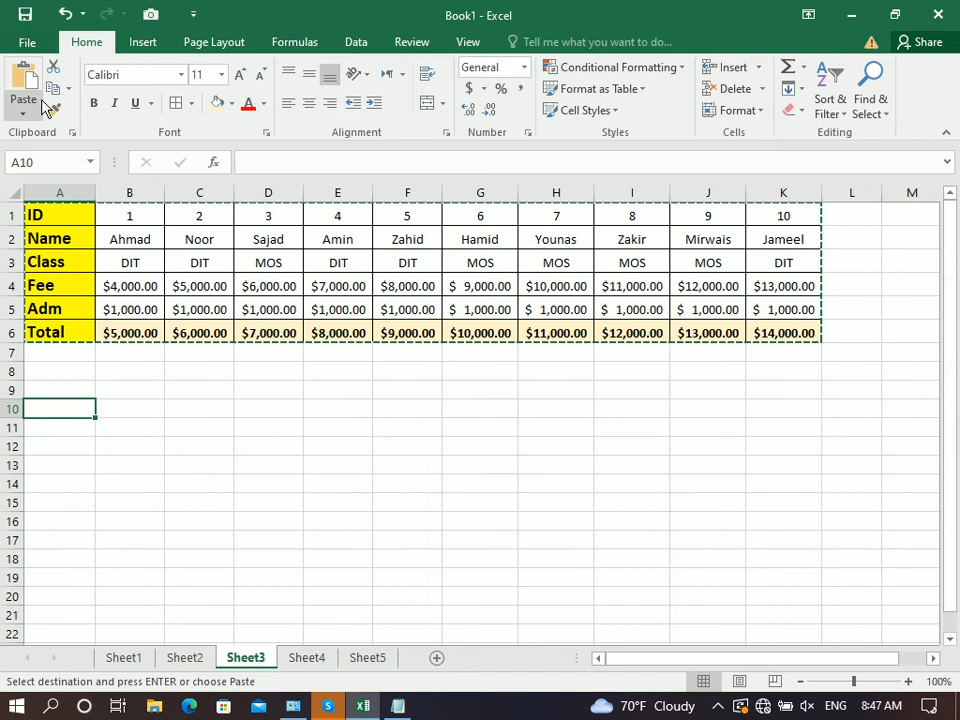 Book1 - Excel
File Home Insert Page Layout Formulas Data Review View Tell me what you want to do... Share
Paste
Calibri 11
B I U A
General
$ % ,
Conditional Formatting
Format as Table
Cell Styles
Insert
Delete
Format
Sort & Filter
Find & Select
Clipboard Font Alignment Number Styles Cells Editing
A10 fx
A B C D E F G H I J K L M
1 ID 1 2 3 4 5 6 7 8 9 10
2 Name Ahmad Noor Sajad Amin Zahid Hamid Younas Zakir Mirwais Jameel
3 Class DIT DIT MOS DIT DIT MOS MOS MOS MOS DIT
4 Fee $4,000.00 $5,000.00 $6,000.00 $7,000.00 $8,000.00 $ 9,000.00 $10,000.00 $11,000.00 $12,000.00 $13,000.00
5 Adm $1,000.00 $1,000.00 $1,000.00 $1,000.00 $1,000.00 $ 1,000.00 $ 1,000.00 $ 1,000.00 $ 1,000.00 $ 1,000.00
6 Total $5,000.00 $6,000.00 $7,000.00 $8,000.00 $9,000.00 $10,000.00 $11,000.00 $12,000.00 $13,000.00 $14,000.00
7
8
9
10
11
12
13
14
15
16
17
18
19
20
21
22
Sheet1 Sheet2 Sheet3 Sheet4 Sheet5
Select destination and press ENTER or choose Paste 100%
70°F Cloudy ENG 8:47 AM